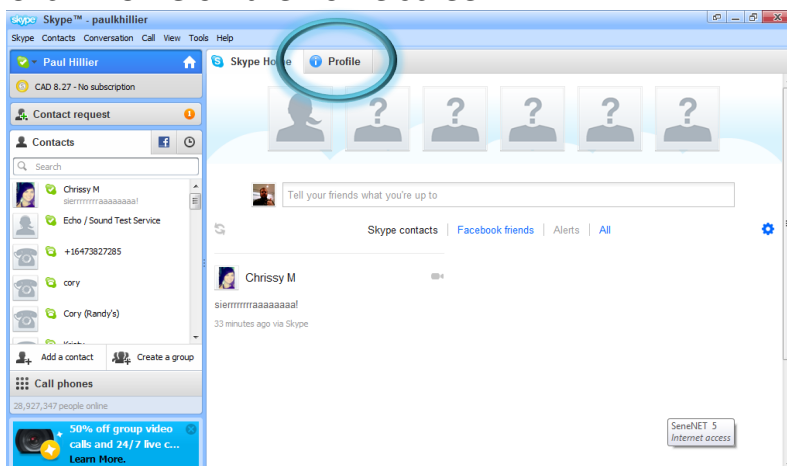 skype Skype™ - paulkhillier
Skype Contacts Conversation Call View Tools Help
Paul Hillier
CAD 8.27 - No subscription
Contact request 1
Contacts
Search
Chrissy M
sierrrrrrraaaaaaaa!
Echo / Sound Test Service
+16473827285
cory
Cory (Randy's)
Add a contact Create a group
Call phones
28,927,347 people online
50% off group video
calls and 24/7 live c...
Learn More.
Skype Home Profile
Tell your friends what you're up to
Skype contacts Facebook friends Alerts All
Chrissy M
sierrrrrrraaaaaaaa!
33 minutes ago via Skype
SeneNET 5
Internet access